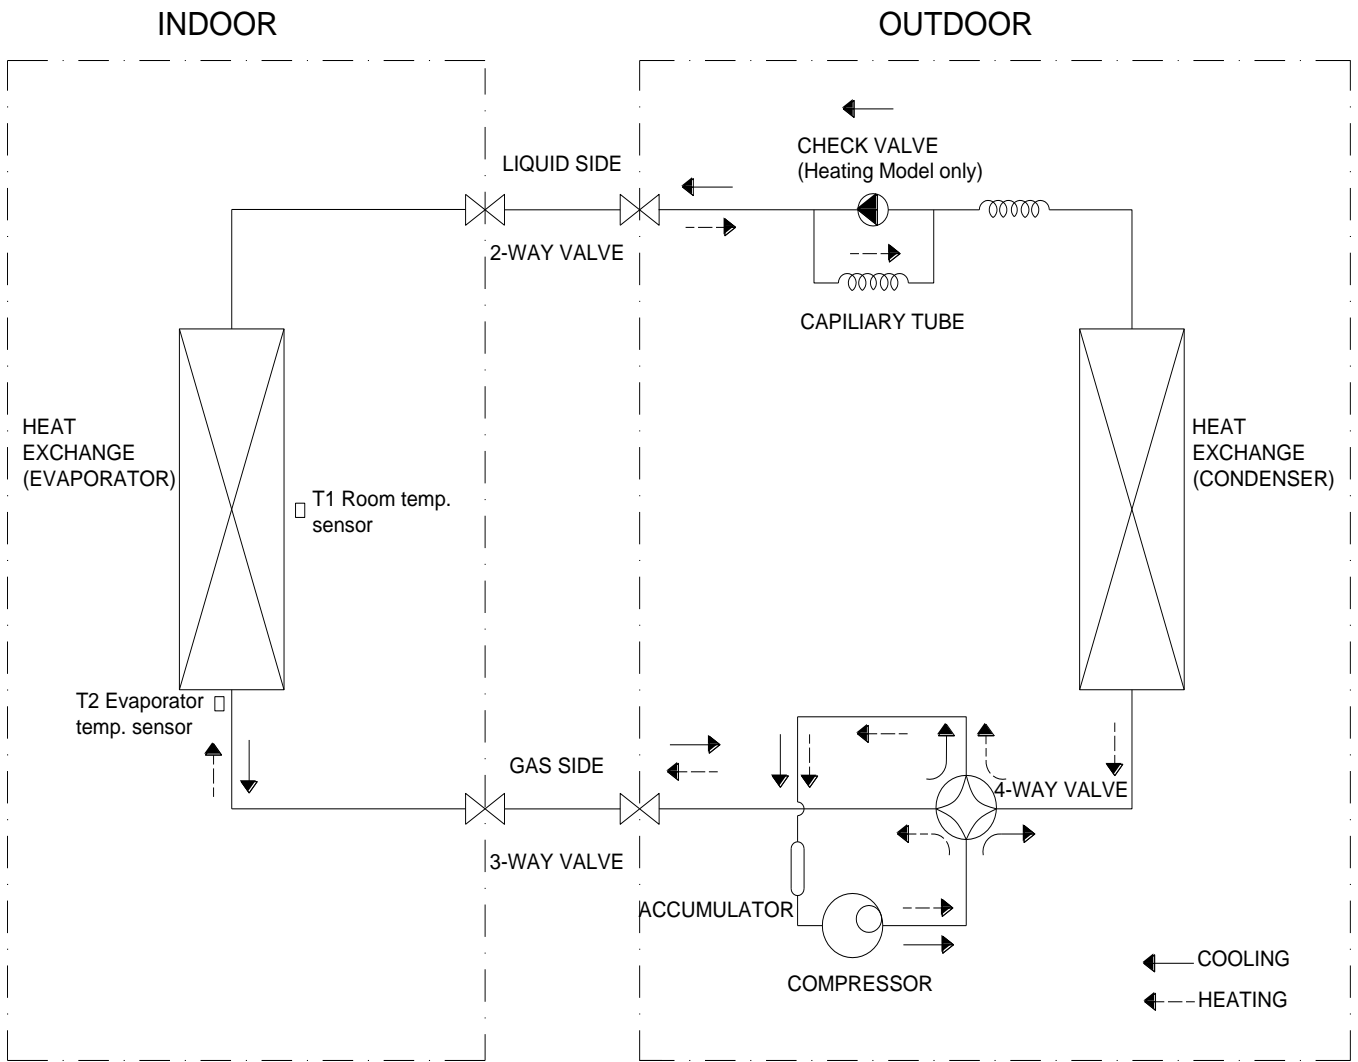 INDOOR
OUTDOOR
CHECK VALVE
(Heating Model only)
LIQUID SIDE
2-WAY VALVE
CAPILIARY TUBE
HEAT
EXCHANGE
(EVAPORATOR)
T1 Room temp.
sensor
HEAT
EXCHANGE
(CONDENSER)
T2 Evaporator
temp. sensor
GAS SIDE
4-WAY VALVE
3-WAY VALVE
ACCUMULATOR
COMPRESSOR
COOLING
HEATING